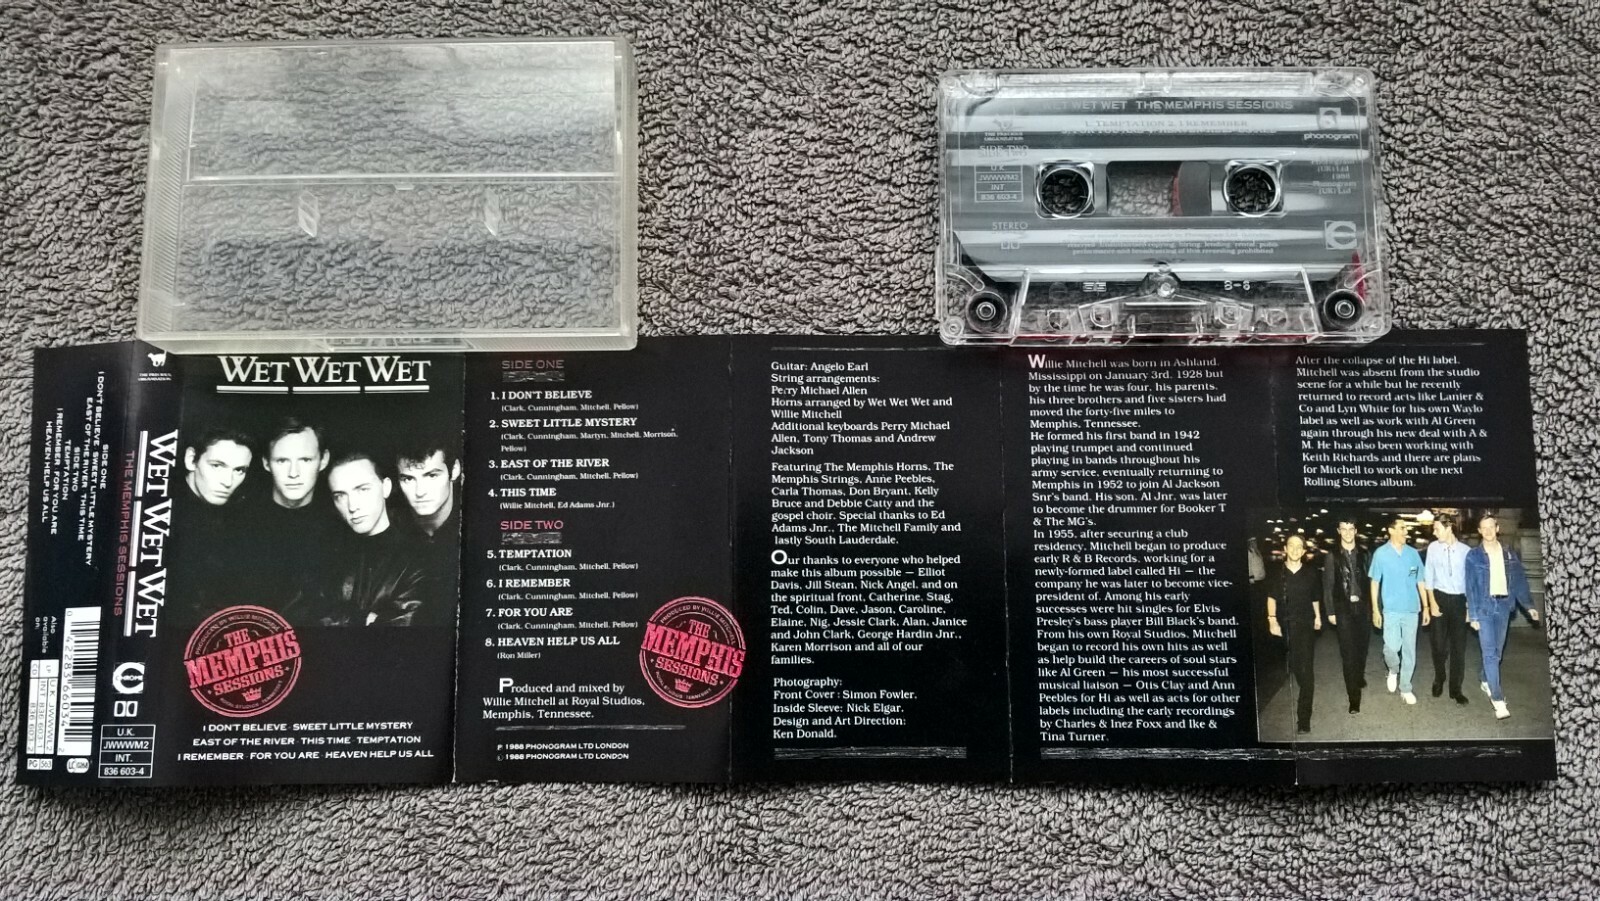 WET WET WET THE MEMPHIS SESSIONS
1. TEMPTATION 2. I REMEMBER
phonogram
SIDE TWO
U.K.
JWWWM2
INT.
836 603-4
STEREO
SIDE ONE
I DON'T BELIEVE · SWEET LITTLE MYSTERY
EAST OF THE RIVER · THIS TIME
SIDE TWO
TEMPTATION
I REMEMBER · FOR YOU ARE
HEAVEN HELP US ALL
Also
available
on:
LP
CD
PG 563
WET WET WET
THE MEMPHIS SESSIONS
CHROME
U.K.
JWWWM2
INT.
836 603-4
WET WET WET
PRODUCED BY WILLIE MITCHELL
THE
MEMPHIS
SESSIONS
ROYAL STUDIOS, TENNESSEE
I DON'T BELIEVE · SWEET LITTLE MYSTERY
EAST OF THE RIVER · THIS TIME · TEMPTATION
I REMEMBER · FOR YOU ARE · HEAVEN HELP US ALL
SIDE ONE
1. I DON'T BELIEVE
(Clark, Cunningham, Mitchell, Pellow)
2. SWEET LITTLE MYSTERY
(Clark, Cunningham, Martyn, Mitchell, Morrison,
Pellow)
3. EAST OF THE RIVER
(Clark, Cunningham, Mitchell, Pellow)
4. THIS TIME
(Willie Mitchell, Ed Adams Jnr.)
SIDE TWO
5. TEMPTATION
(Clark, Cunningham, Mitchell, Pellow)
6. I REMEMBER
(Clark, Cunningham, Mitchell, Pellow)
7. FOR YOU ARE
(Clark, Cunningham, Mitchell, Pellow)
8. HEAVEN HELP US ALL
(Ron Miller)
PRODUCED BY WILLIE MITCHELL
THE
MEMPHIS
SESSIONS
ROYAL STUDIOS, TENNESSEE
Produced and mixed by
Willie Mitchell at Royal Studios,
Memphis, Tennessee.
℗ 1988 PHONOGRAM LTD LONDON
© 1988 PHONOGRAM LTD LONDON
Guitar: Angelo Earl
String arrangements:
Perry Michael Allen
Horns arranged by Wet Wet Wet and
Willie Mitchell
Additional keyboards Perry Michael
Allen, Tony Thomas and Andrew
Jackson
Featuring The Memphis Horns, The
Memphis Strings, Anne Peebles,
Carla Thomas, Don Bryant, Kelly
Bruce and Debbie Catty and the
gospel choir. Special thanks to Ed
Adams Jnr., The Mitchell Family and
lastly South Lauderdale.
Our thanks to everyone who helped
make this album possible — Elliot
Davis, Jill Stean, Nick Angel, and on
the spiritual front, Catherine, Stag,
Ted, Colin, Dave, Jason, Caroline,
Elaine, Nig, Jessie Clark, Alan, Janice
and John Clark, George Hardin Jnr.,
Karen Morrison and all of our
families.
Photography:
Front Cover : Simon Fowler.
Inside Sleeve: Nick Elgar.
Design and Art Direction:
Ken Donald.
Willie Mitchell was born in Ashland,
Mississippi on January 3rd, 1928 but
by the time he was four, his parents,
his three brothers and five sisters had
moved the forty-five miles to
Memphis, Tennessee.
He formed his first band in 1942
playing trumpet and continued
playing in bands throughout his
army service, eventually returning to
Memphis in 1952 to join Al Jackson
Snr's band. His son, Al Jnr. was later
to become the drummer for Booker T
& The MG's.
In 1955, after securing a club
residency, Mitchell began to produce
early R & B Records, working for a
newly-formed label called Hi — the
company he was later to become vice-
president of. Among his early
successes were hit singles for Elvis
Presley's bass player Bill Black's band.
From his own Royal Studios, Mitchell
began to record his own hits as well
as help build the careers of soul stars
like Al Green — his most successful
musical liaison — Otis Clay and Ann
Peebles for Hi as well as acts for other
labels including the early recordings
by Charles & Inez Foxx and Ike &
Tina Turner.
After the collapse of the Hi label,
Mitchell was absent from the studio
scene for a while but he recently
returned to record acts like Lanier &
Co and Lyn White for his own Waylo
label as well as work with Al Green
again through his new deal with A &
M. He has also been working with
Keith Richards and there are plans
for Mitchell to work on the next
Rolling Stones album.